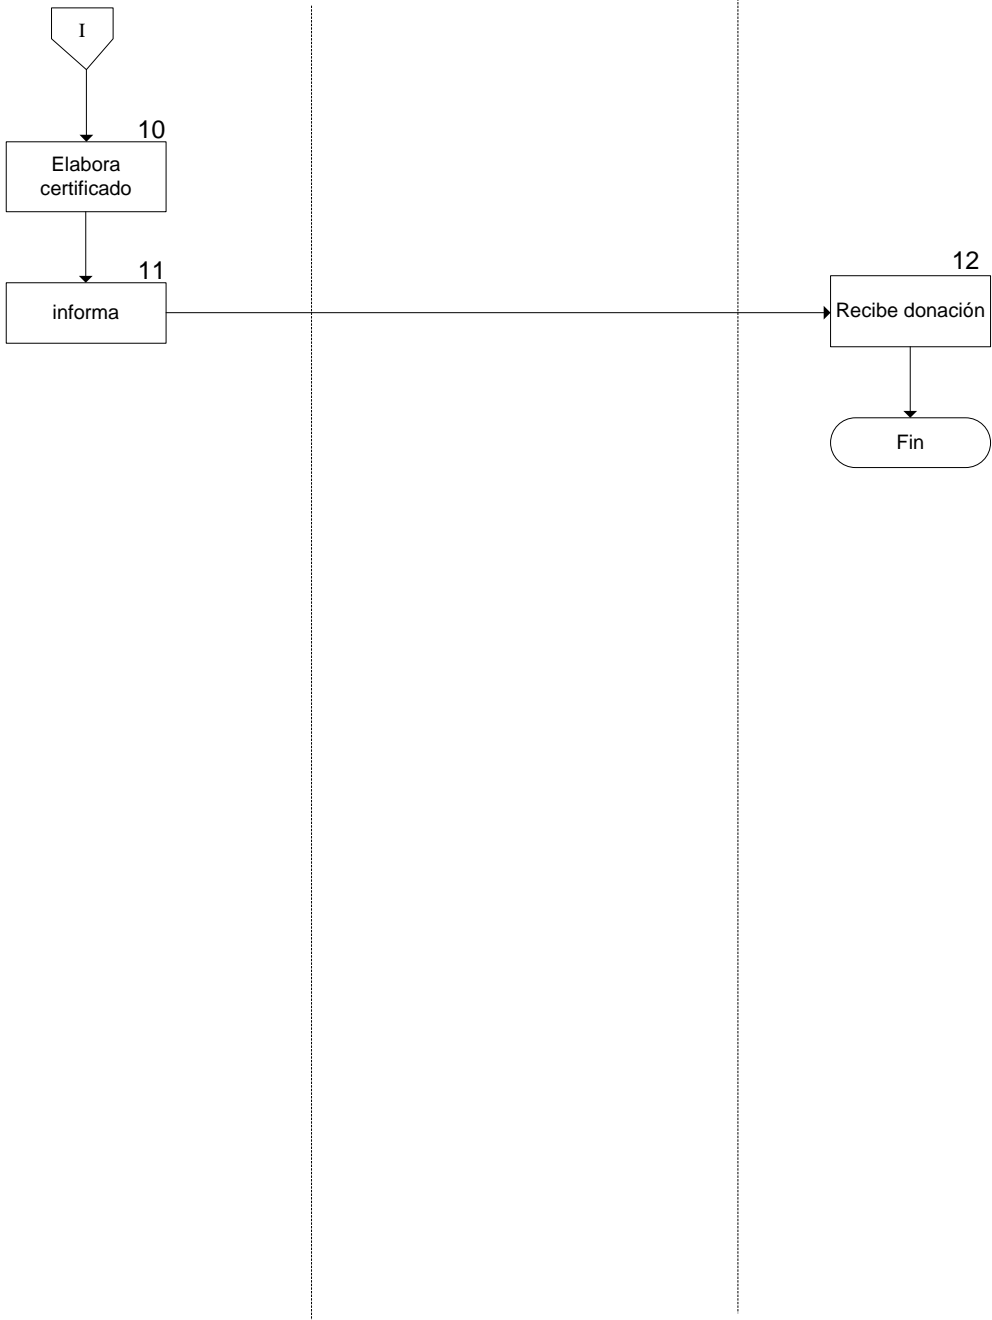 I
10
Elabora
certificado
11
informa
12
Recibe donación
Fin